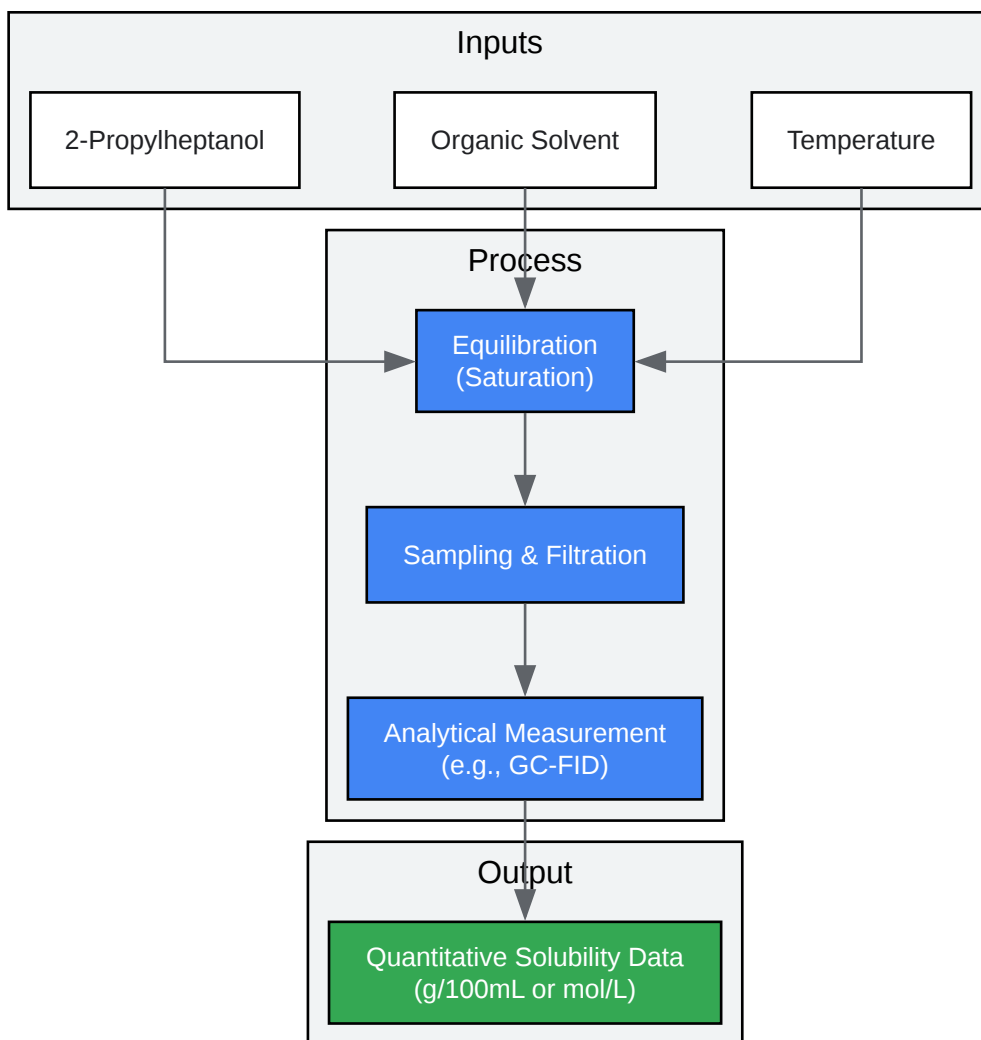 Inputs
2-Propylheptanol
Organic Solvent
Temperature
Process
Equilibration
(Saturation)
Sampling & Filtration
Analytical Measurement
(e.g., GC-FID)
Output
Quantitative Solubility Data
(g/100mL or mol/L)